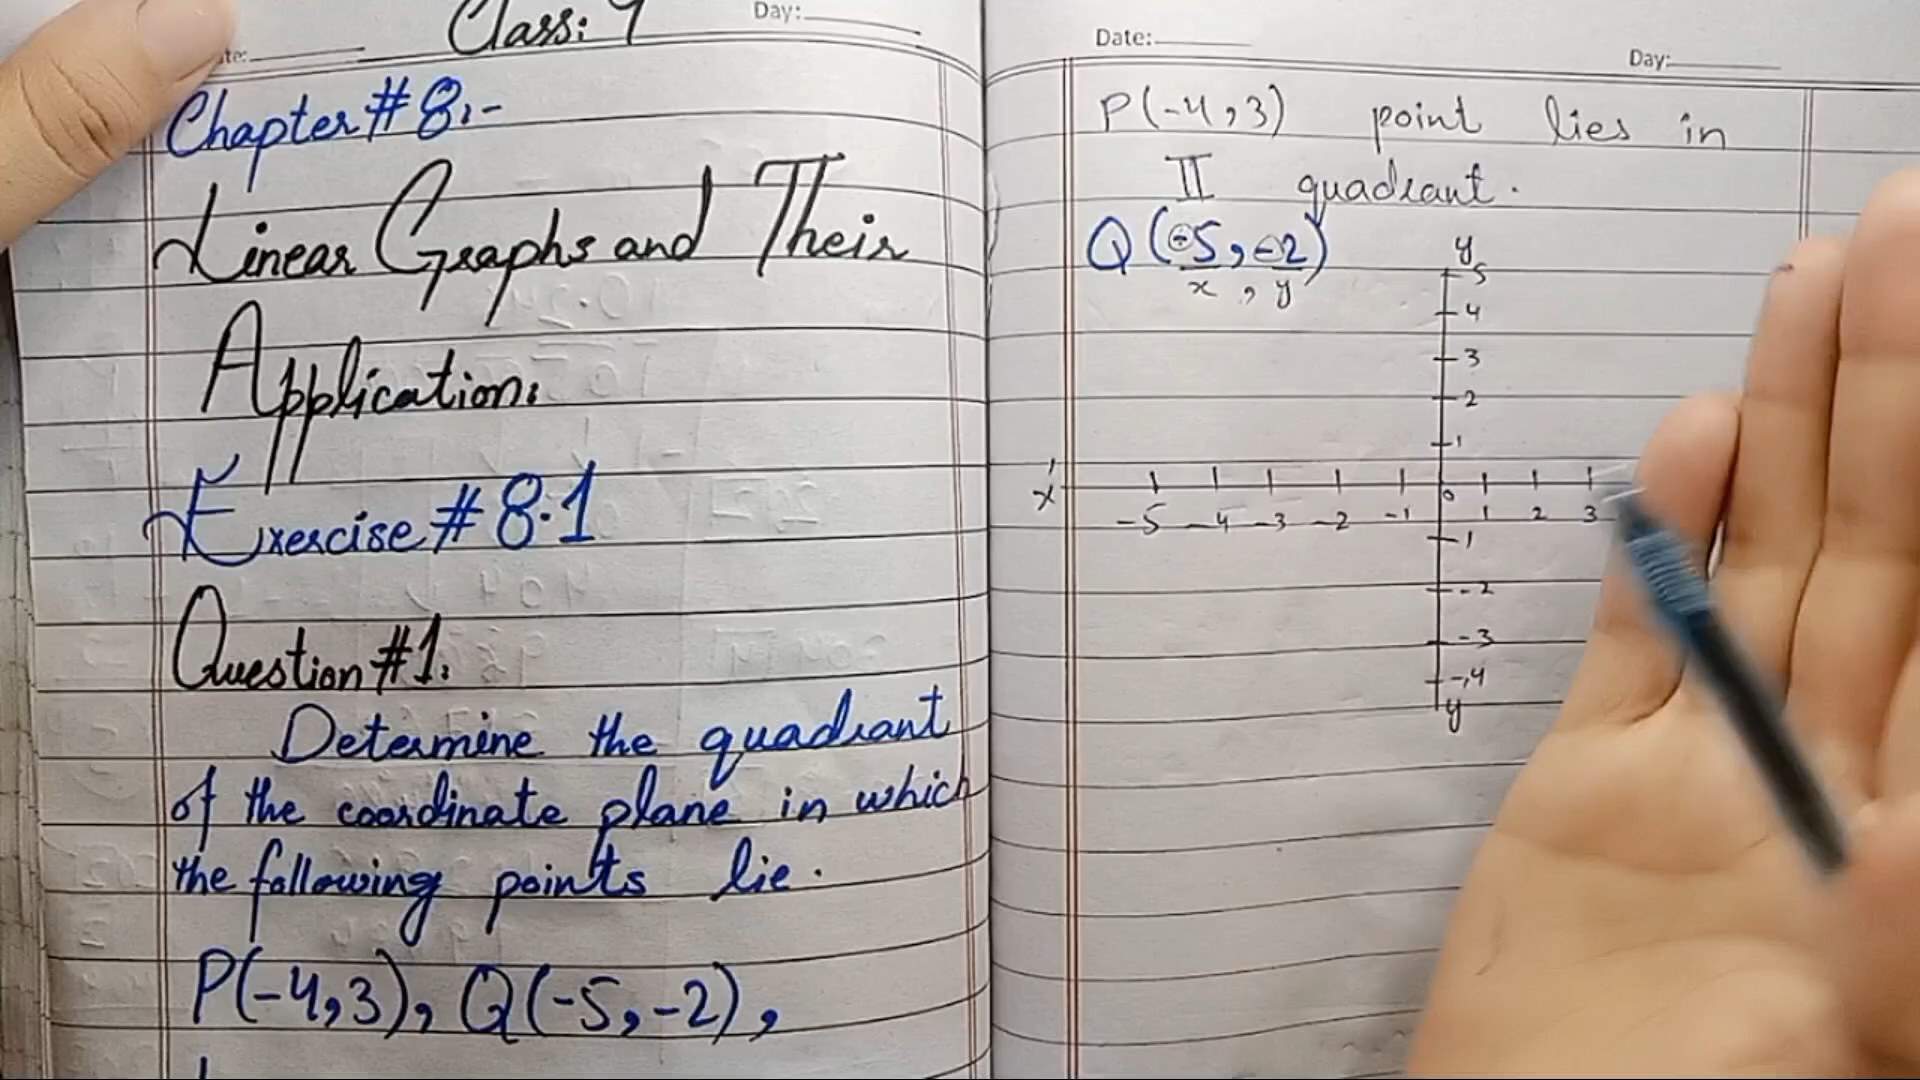 Class: 9
Day:
Chapter # 8:-
Linear Graphs and Their
Application:
Exercise # 8.1
Question #1.
Determine the quadrant
of the coordinate plane in which
the following points lie.
P(-4,3), Q(-5,-2),
Date:
Day:
P(-4,3) point lies in
II quadrant.
Q(-5,-2)
x , y
y
5
4
3
2
1
x'
-5 -4 -3 -2 -1 0 1 2 3
-1
-2
-3
-4
y